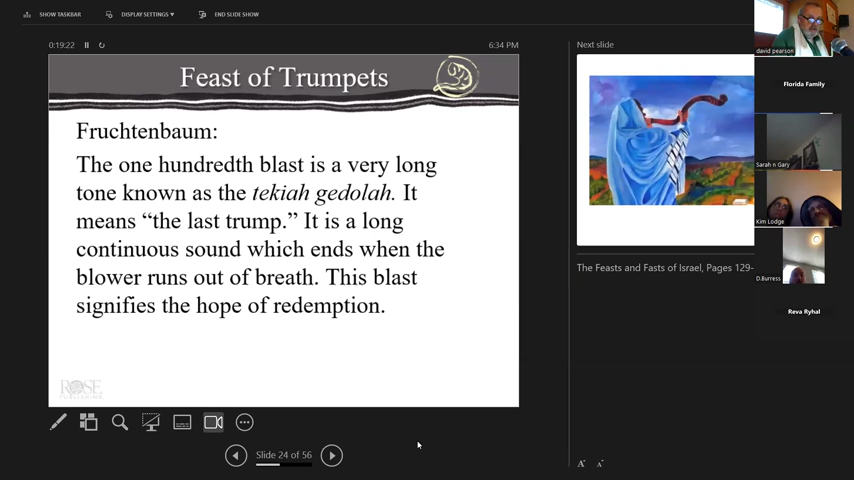 SHOW TASKBAR
DISPLAY SETTINGS
END SLIDE SHOW
0:19:22
6:34 PM
Feast of Trumpets
Fruchtenbaum:
The one hundredth blast is a very long
tone known as the tekiah gedolah. It
means “the last trump.” It is a long
continuous sound which ends when the
blower runs out of breath. This blast
signifies the hope of redemption.
ROSE
PUBLISHING
Slide 24 of 56
Next slide
The Feasts and Fasts of Israel, Pages 129-
A
A
david pearson
Florida Family
Sarah n Gary
Kim Lodge
D.Burress
Reva Ryhal